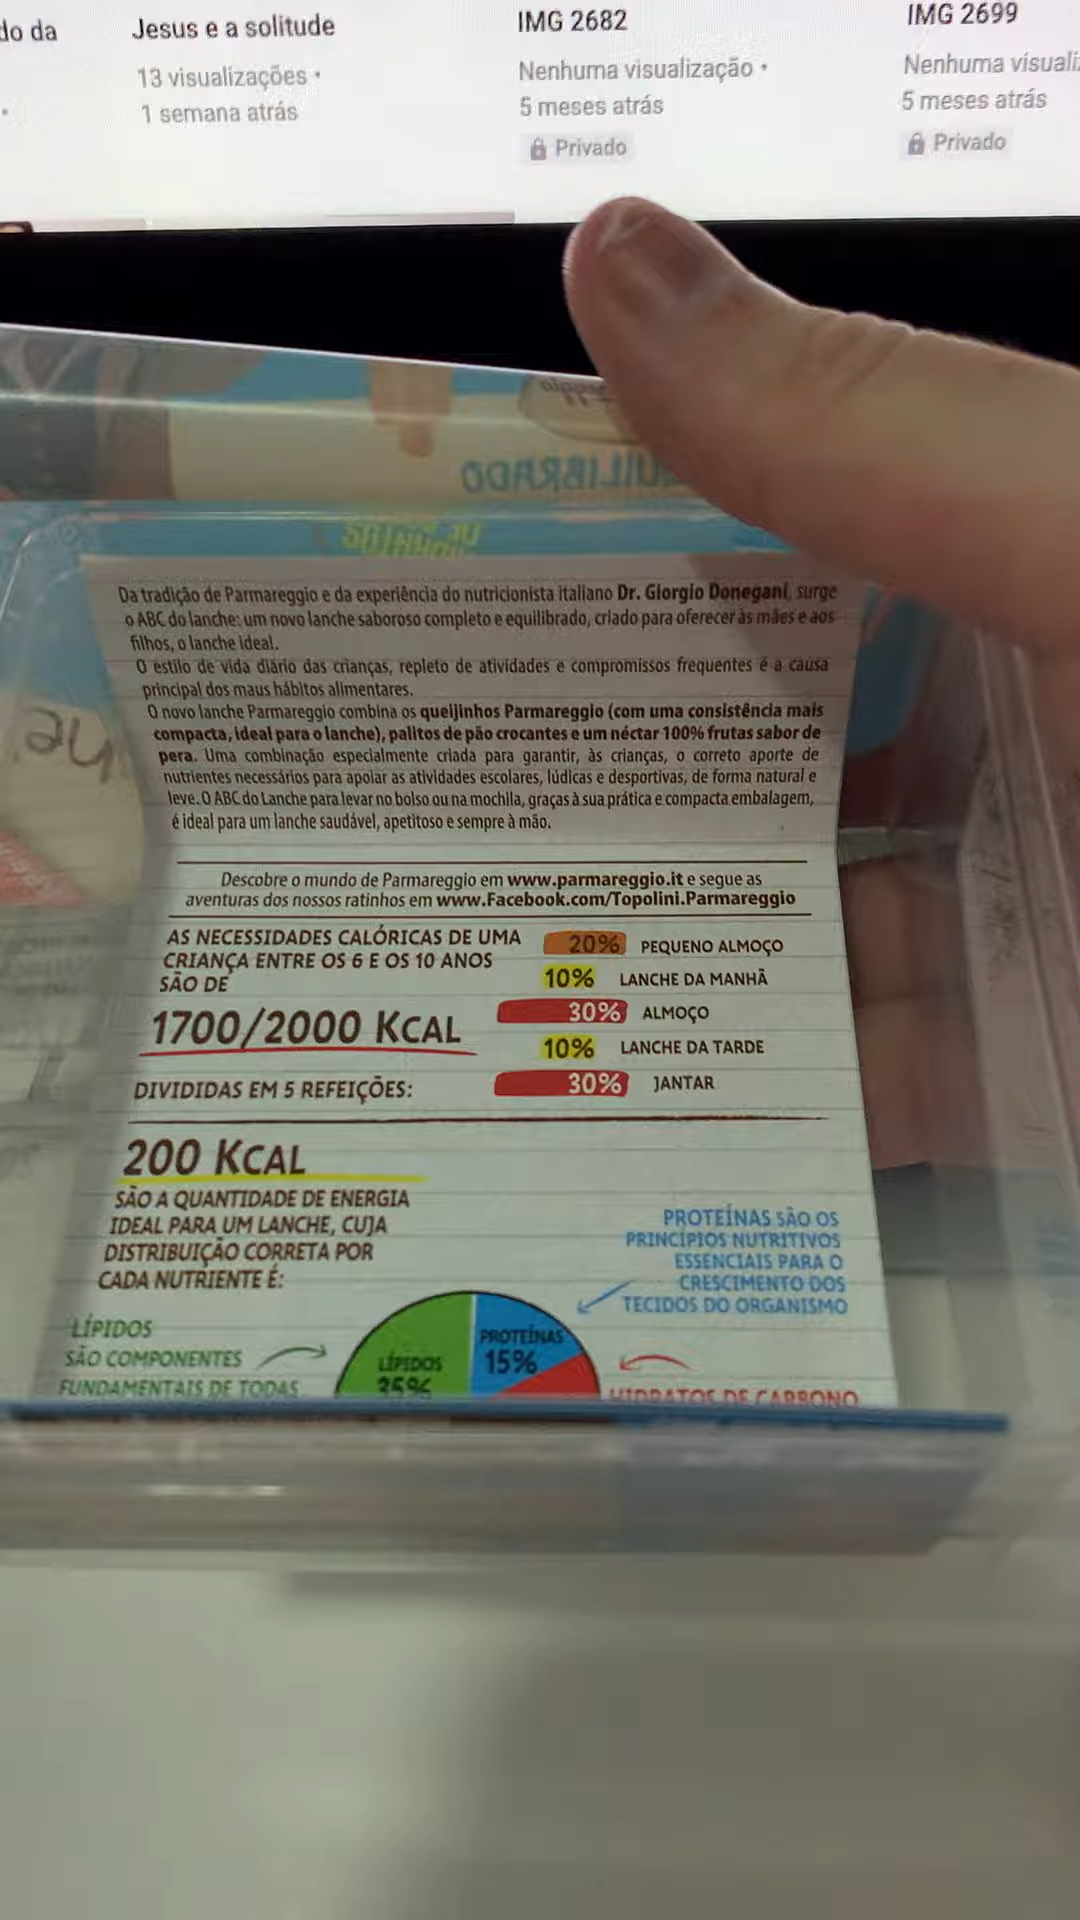 do da
Jesus e a solitude
IMG 2682
IMG 2699
13 visualizações •
Nenhuma visualização •
Nenhuma visuali
1 semana atrás
5 meses atrás
5 meses atrás
Privado
Privado
EQUILIBRADO
Da tradição de Parmareggio e da experiência do nutricionista italiano Dr. Giorgio Donegani, surge
o ABC do lanche: um novo lanche saboroso completo e equilibrado, criado para oferecer às mães e aos
filhos, o lanche ideal.
O estilo de vida diário das crianças, repleto de atividades e compromissos frequentes é a causa
principal dos maus hábitos alimentares.
O novo lanche Parmareggio combina os queijinhos Parmareggio (com uma consistência mais
compacta, ideal para o lanche), palitos de pão crocantes e um néctar 100% frutas sabor de
pera. Uma combinação especialmente criada para garantir, às crianças, o correto aporte de
nutrientes necessários para apoiar as atividades escolares, lúdicas e desportivas, de forma natural e
leve. O ABC do Lanche para levar no bolso ou na mochila, graças à sua prática e compacta embalagem,
é ideal para um lanche saudável, apetitoso e sempre à mão.
Descobre o mundo de Parmareggio em www.parmareggio.it e segue as
aventuras dos nossos ratinhos em www.Facebook.com/Topolini.Parmareggio
AS NECESSIDADES CALÓRICAS DE UMA
CRIANÇA ENTRE OS 6 E OS 10 ANOS
SÃO DE
1700/2000 KCAL
DIVIDIDAS EM 5 REFEIÇÕES:
20% PEQUENO ALMOÇO
10% LANCHE DA MANHÃ
30% ALMOÇO
10% LANCHE DA TARDE
30% JANTAR
200 KCAL
SÃO A QUANTIDADE DE ENERGIA
IDEAL PARA UM LANCHE, CUJA
DISTRIBUIÇÃO CORRETA POR
CADA NUTRIENTE É:
PROTEÍNAS SÃO OS
PRINCÍPIOS NUTRITIVOS
ESSENCIAIS PARA O
CRESCIMENTO DOS
TECIDOS DO ORGANISMO
LÍPIDOS
SÃO COMPONENTES
FUNDAMENTAIS DE TODAS
LÍPIDOS
35%
PROTEÍNAS
15%
HIDRATOS DE CARBONO